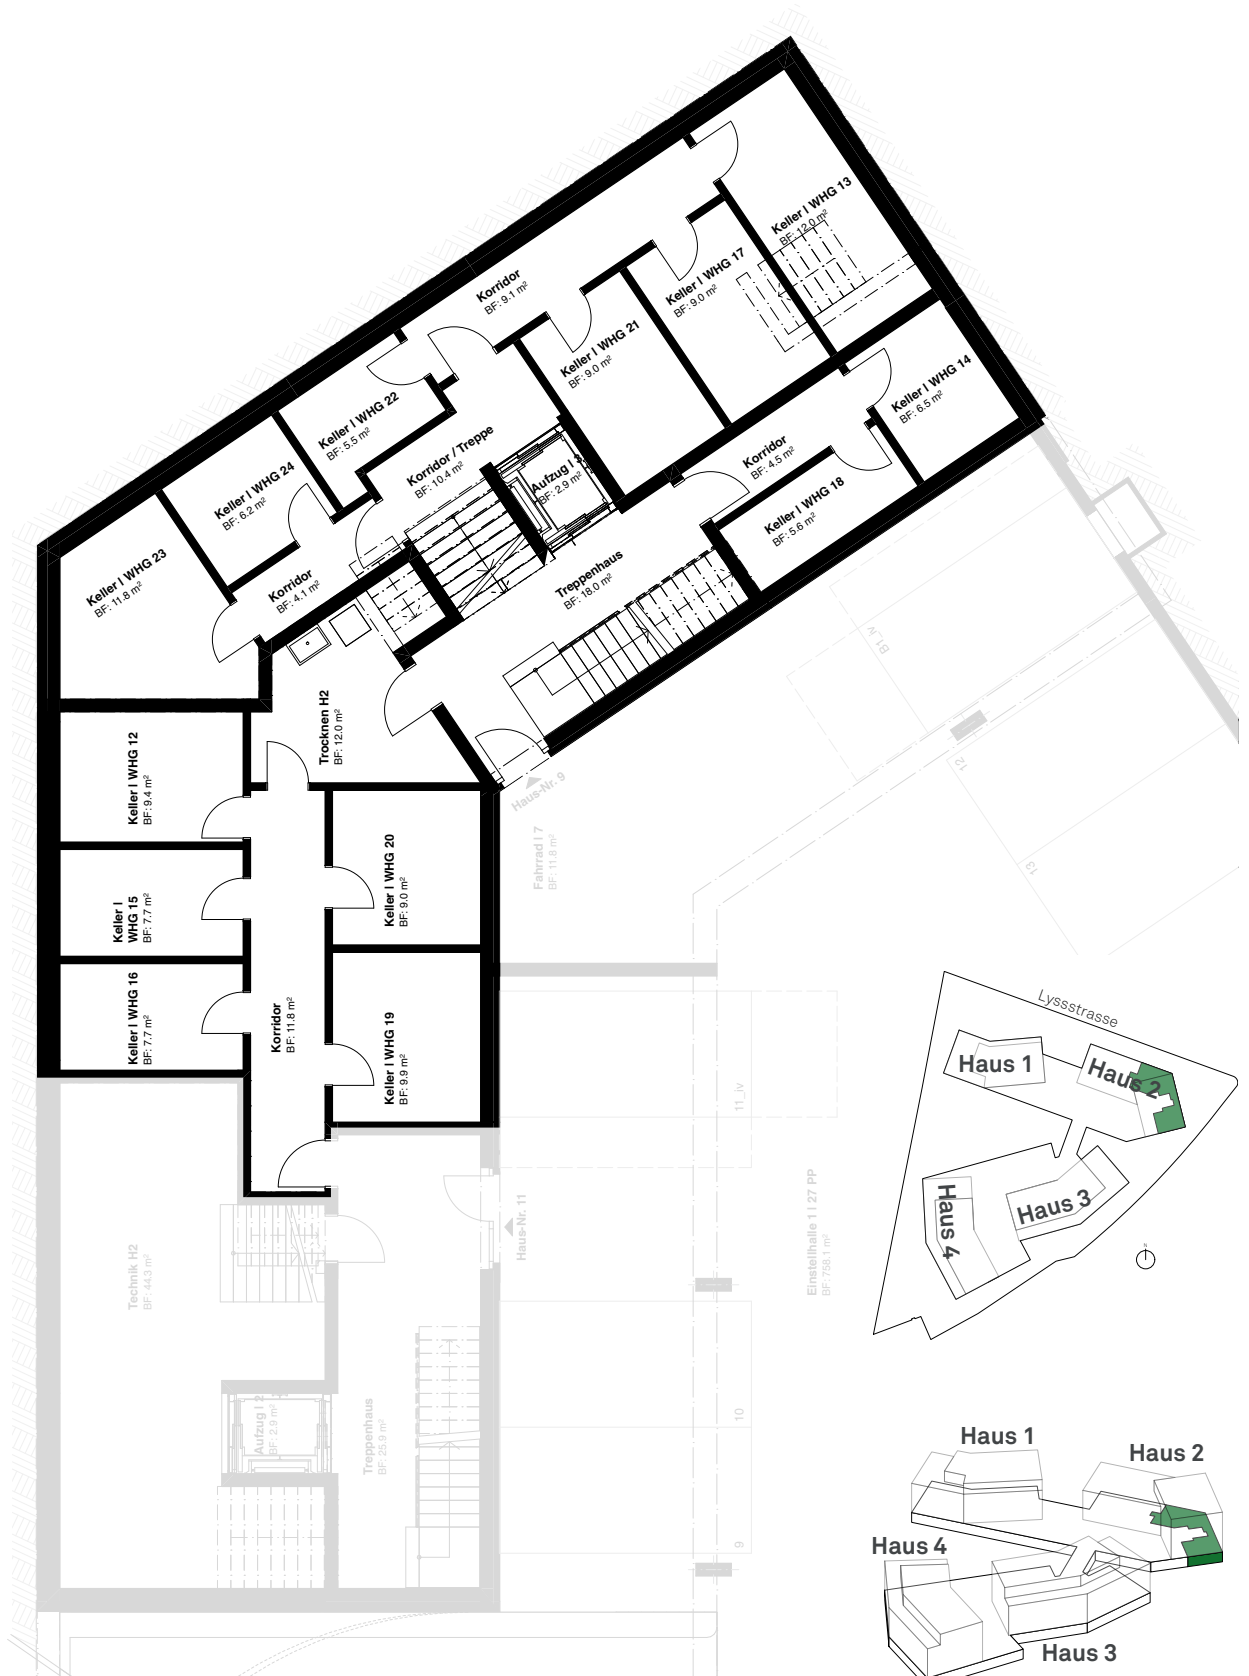 Keller I WHG 13
BF: 12.0 m²
Korridor
BF: 9.1 m²
Keller I WHG 17
BF: 9.0 m²
Keller I WHG 21
BF: 9.0 m²
Keller I WHG 14
BF: 6.5 m²
Keller I WHG 22
BF: 5.5 m²
Korridor / Treppe
BF: 10.4 m²
Aufzug I 3
BF: 2.9 m²
Korridor
BF: 4.5 m²
Keller I WHG 18
BF: 5.6 m²
Keller I WHG 24
BF: 6.2 m²
Keller I WHG 23
BF: 11.8 m²
Korridor
BF: 4.1 m²
Treppenhaus
BF: 18.0 m²
Trocknen H2
BF: 12.0 m²
B1_lv
12
13
Haus-Nr. 9
Fahrrad I 7
BF: 11.8 m²
Keller I WHG 12
BF: 9.4 m²
Keller I WHG 20
BF: 9.0 m²
Keller I
WHG 15
BF: 7.7 m²
Keller I WHG 16
BF: 7.7 m²
Korridor
BF: 11.8 m²
Keller I WHG 19
BF: 9.9 m²
11_lv
Haus-Nr. 11
Einstellhalle 1 I 27 PP
BF: 758.1 m²
Technik H2
BF: 44.3 m²
Aufzug I 2
BF: 2.9 m²
Treppenhaus
BF: 25.9 m²
10
9
Lyssstrasse
Haus 1
Haus 2
Haus 3
Haus 4
N
Haus 1
Haus 2
Haus 4
Haus 3